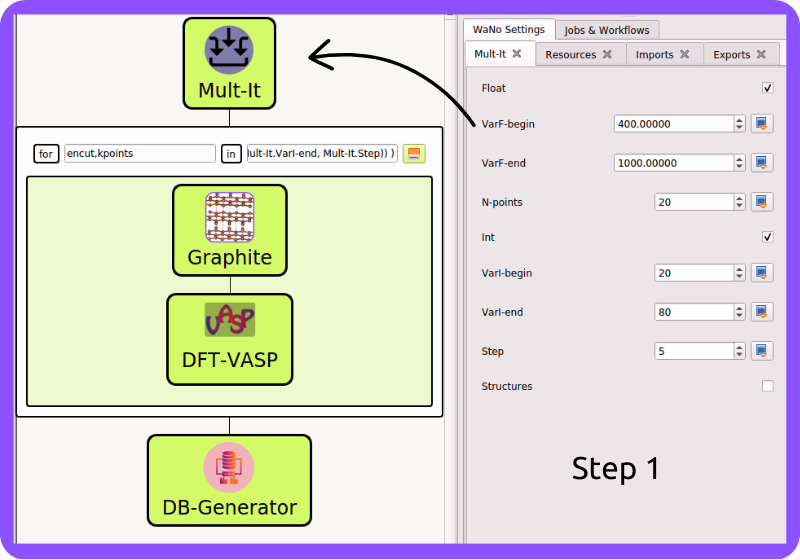 Mult-It
for encut,kpoints in ult-It.VarI-end, Mult-It.Step)) )
Graphite
VASP
DFT-VASP
DB-Generator
WaNo Settings Jobs & Workflows
Mult-It Resources Imports Exports
Float
VarF-begin 400.00000
VarF-end 1000.00000
N-points 20
Int
VarI-begin 20
VarI-end 80
Step 5
Structures
Step 1